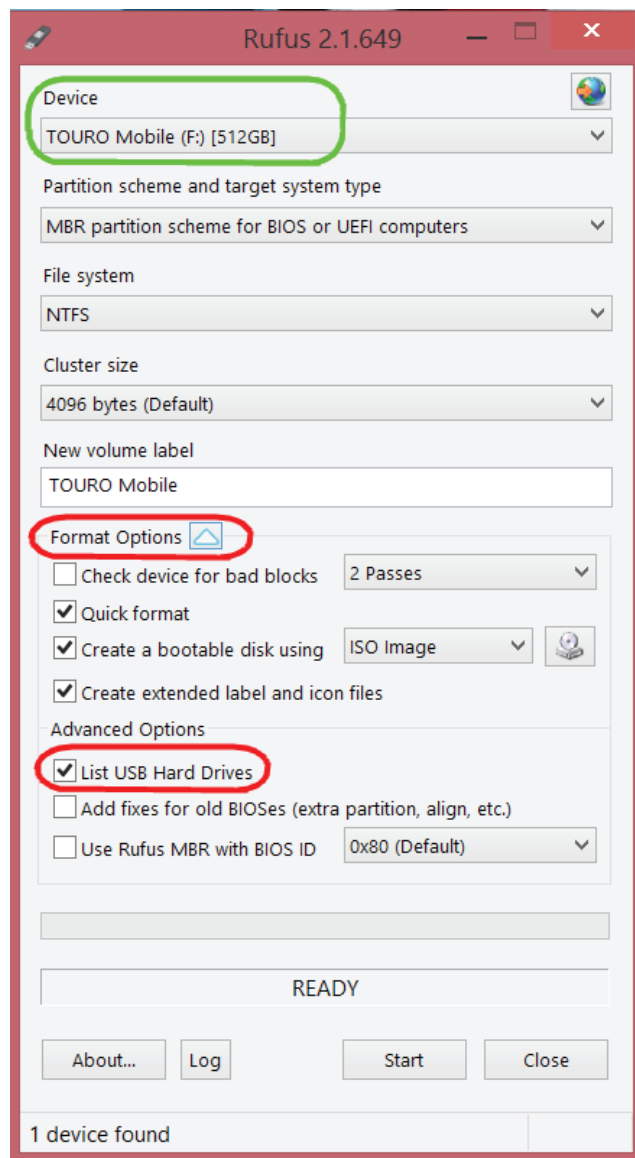 Rufus 2.1.649
Device
TOURO Mobile (F:) [512GB]
Partition scheme and target system type
MBR partition scheme for BIOS or UEFI computers
File system
NTFS
Cluster size
4096 bytes (Default)
New volume label
TOURO Mobile
Format Options
Check device for bad blocks 2 Passes
Quick format
Create a bootable disk using ISO Image
Create extended label and icon files
Advanced Options
List USB Hard Drives
Add fixes for old BIOSes (extra partition, align, etc.)
Use Rufus MBR with BIOS ID 0x80 (Default)
READY
About... Log Start Close
1 device found